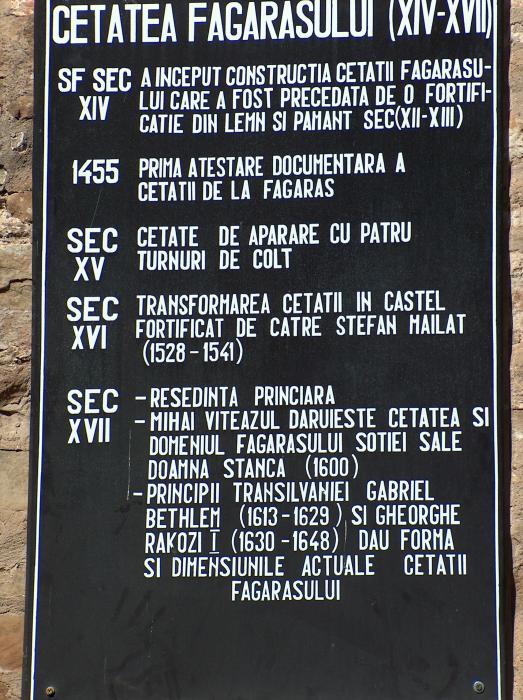 CETATEA FAGARASULUI (XIV-XVII)
SF SEC XIV
A INCEPUT CONSTRUCTIA CETATII FAGARASU-
LUI CARE A FOST PRECEDATA DE O FORTIFI-
CATIE DIN LEMN SI PAMANT SEC(XII-XIII)
1455
PRIMA ATESTARE DOCUMENTARA A
CETATII DE LA FAGARAS
SEC XV
CETATE DE APARARE CU PATRU
TURNURI DE COLT
SEC XVI
TRANSFORMAREA CETATII IN CASTEL
FORTIFICAT DE CATRE STEFAN MAILAT
(1528-1541)
SEC XVII
-RESEDINTA PRINCIARA
-MIHAI VITEAZUL DARUIESTE CETATEA SI
DOMENIUL FAGARASULUI SOTIEI SALE
DOAMNA STANCA (1600)
-PRINCIPII TRANSILVANIEI GABRIEL
BETHLEM (1613-1629) SI GHEORGHE
RAKOZI I (1630-1648) DAU FORMA
SI DIMENSIUNILE ACTUALE CETATII
FAGARASULUI